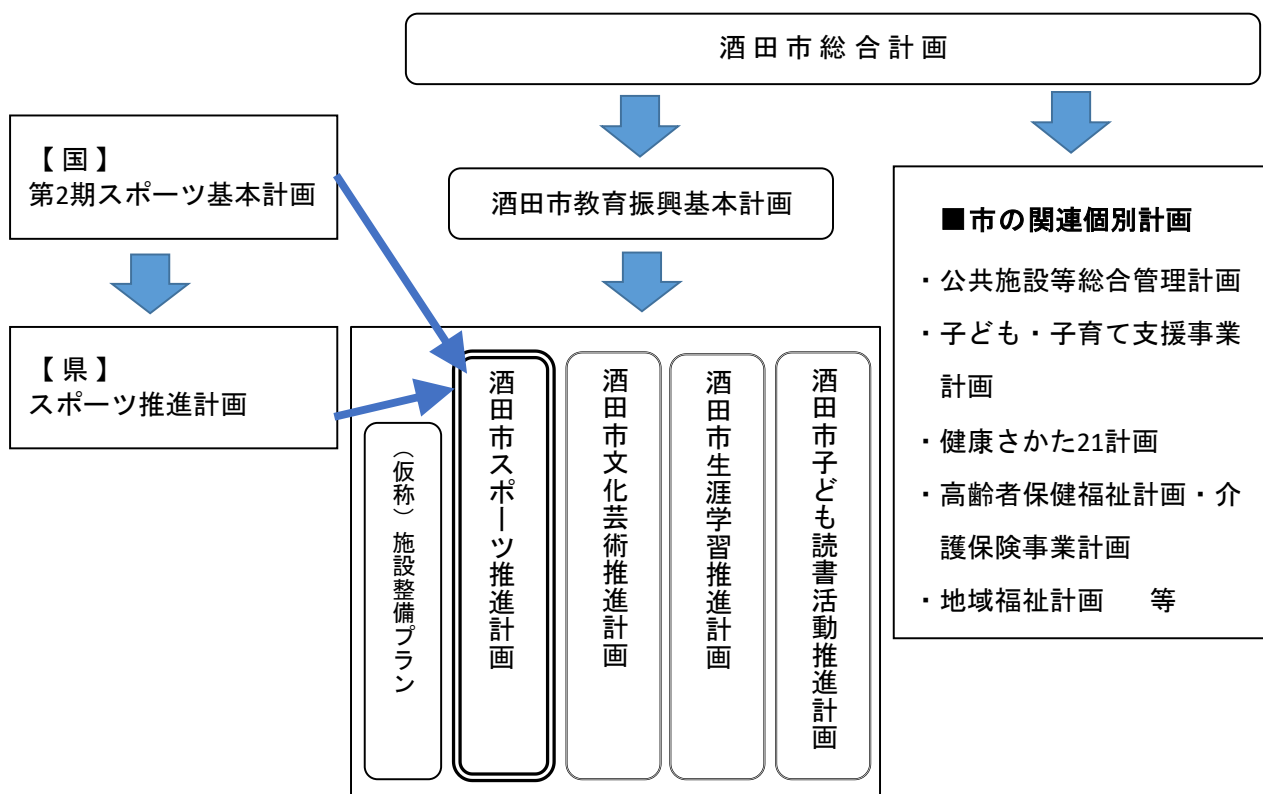 酒田市総合計画
【国】
第2期スポーツ基本計画
酒田市教育振興基本計画
■市の関連個別計画
・公共施設等総合管理計画
・子ども・子育て支援事業
計画
・健康さかた21計画
・高齢者保健福祉計画・介
護保険事業計画
・地域福祉計画　等
【県】
スポーツ推進計画
（仮称）施設整備プラン
酒田市スポーツ推進計画
酒田市文化芸術推進計画
酒田市生涯学習推進計画
酒田市子ども読書活動推進計画